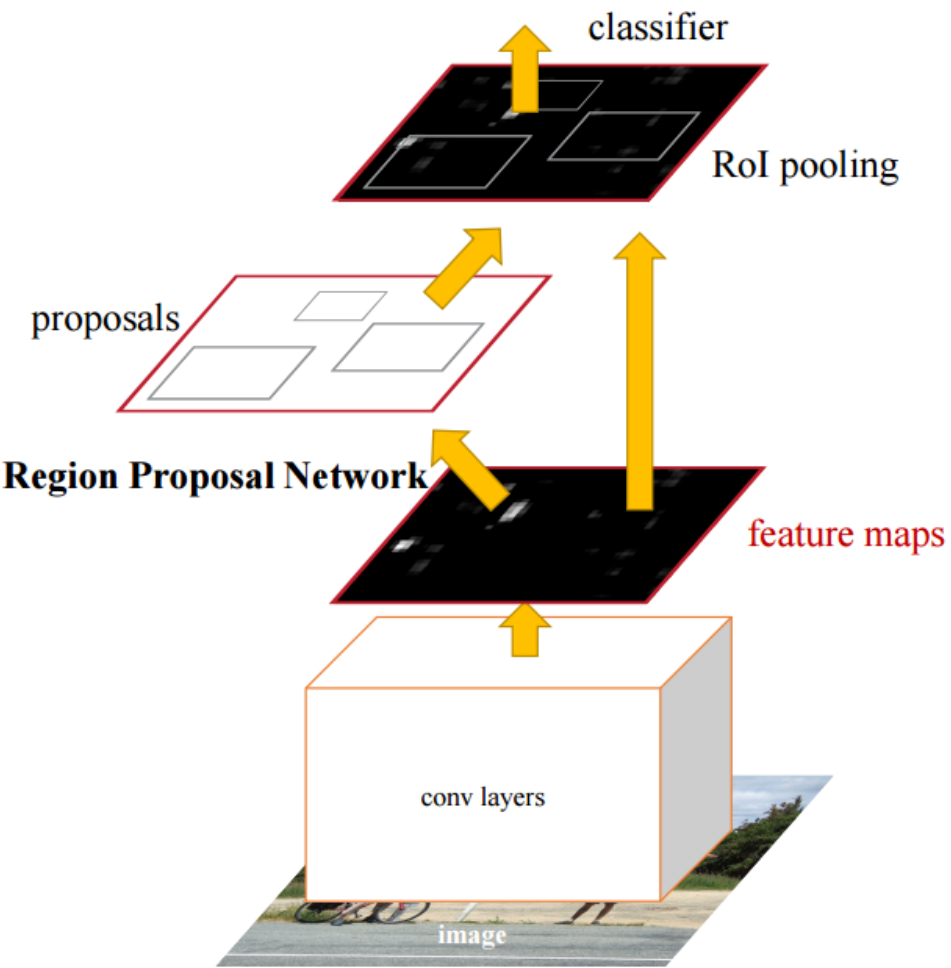 classifier
RoI pooling
proposals
Region Proposal Network
feature maps
conv layers
image